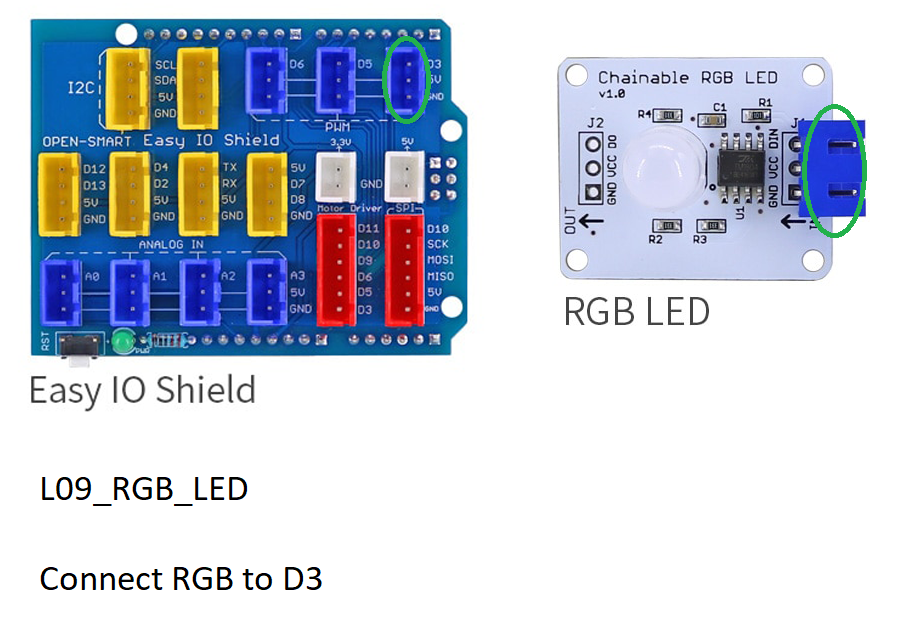 SCL
SDA
5V
GND
I2C
D6
D5
D3
5V
GND
PWM
OPEN-SMART Easy IO Shield
3.3V
5V
D12
D13
5V
GND
D4
D2
5V
GND
TX
RX
5V
GND
5V
D7
D8
GND
GND
Motor Driver
SPI
ANALOG IN
D11
D10
D9
D6
D5
D3
D10
SCK
MOSI
MISO
5V
GND
A0
A1
A2
A3
5V
GND
RST
PWR
Easy IO Shield
Chainable RGB LED
v1.0
R4
C1
R1
J2
GND VCC DO
GND VCC DIN
U1
OUT
R2
R3
RGB LED
L09_RGB_LED
Connect RGB to D3